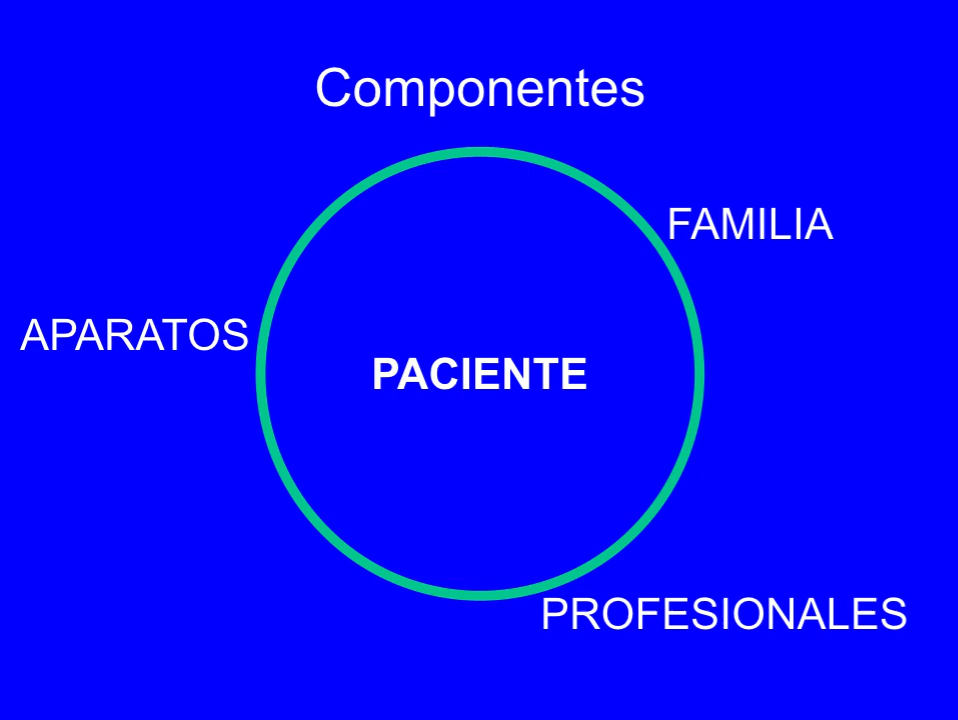 Componentes
FAMILIA
APARATOS
PACIENTE
PROFESIONALES